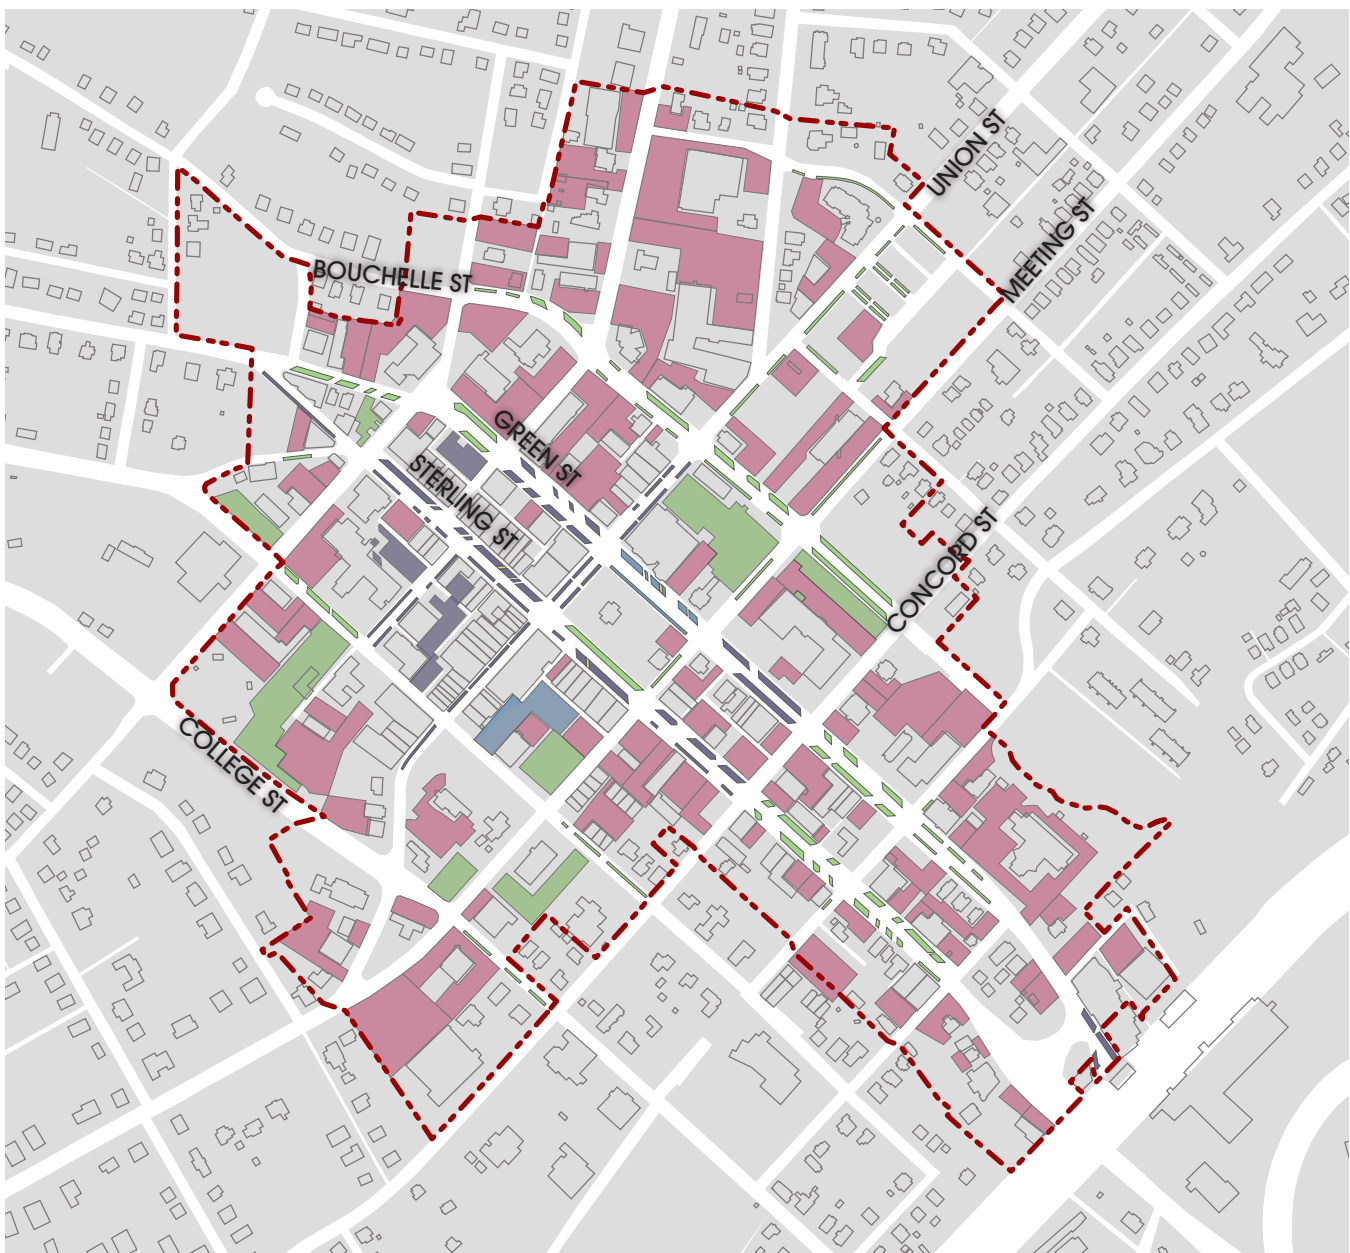 UNION ST
MEETING ST
BOUCHELLE ST
GREEN ST
STERLING ST
CONCORD ST
COLLEGE ST